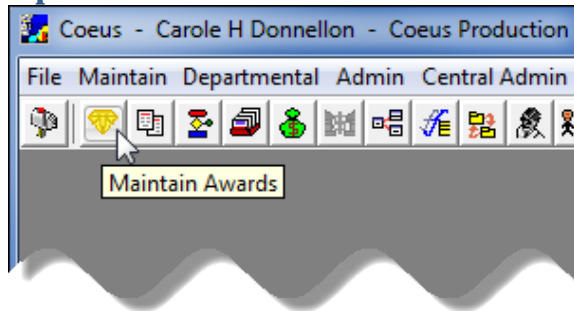 Coeus - Carole H Donnellon - Coeus Production
File Maintain Departmental Admin Central Admin
Maintain Awards